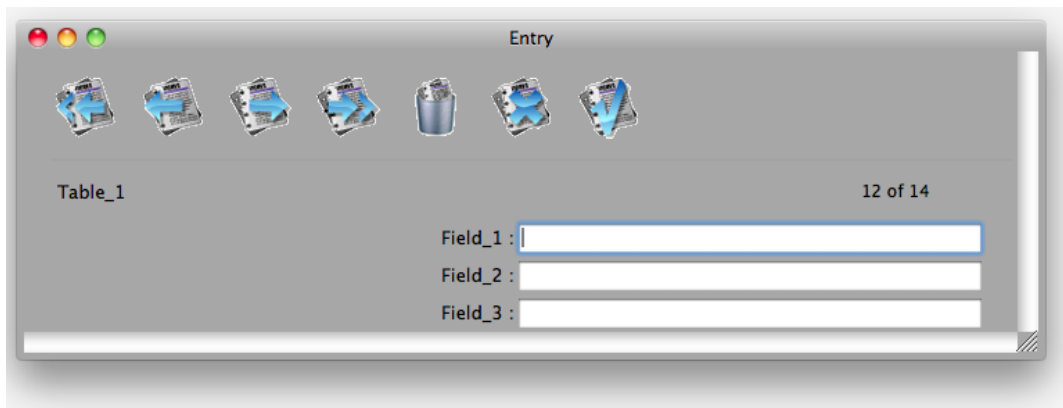 Entry
Table_1
12 of 14
Field_1 :
Field_2 :
Field_3 :